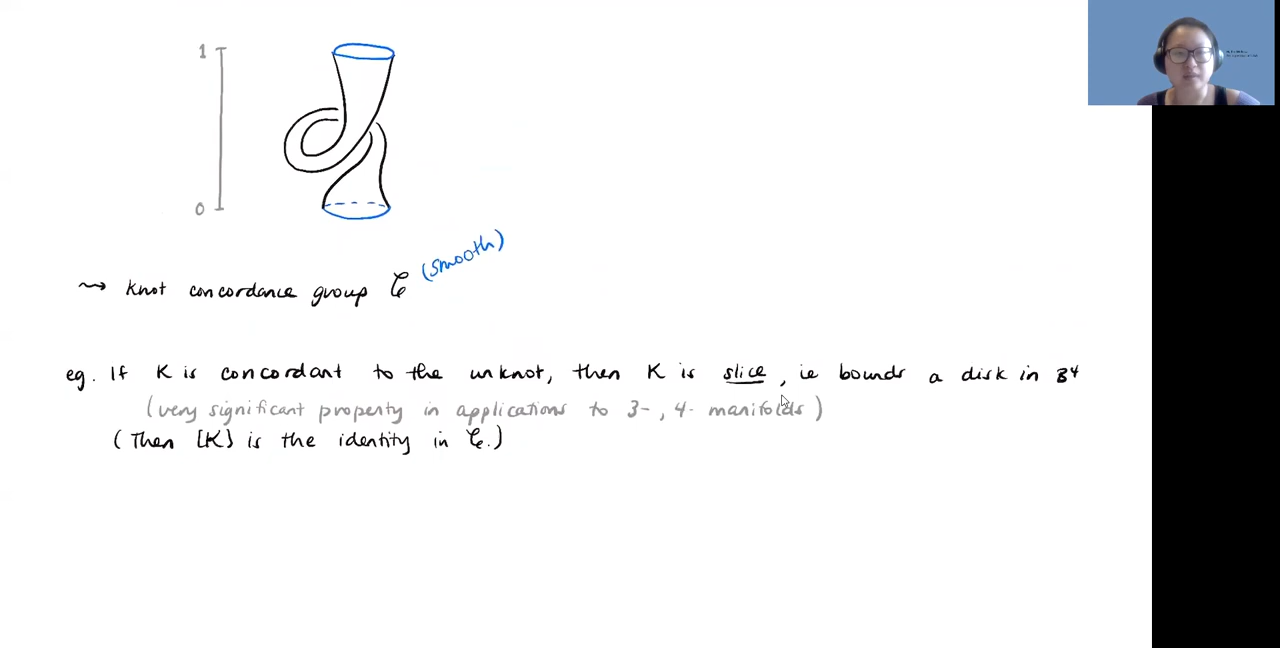 1
0
(smooth)
⇝ knot concordance group 𝒞
eg. If K is concordant to the unknot, then K is slice, ie bounds a disk in B⁴
(very significant property in applications to 3-, 4- manifolds)
(Then [K] is the identity in 𝒞.)